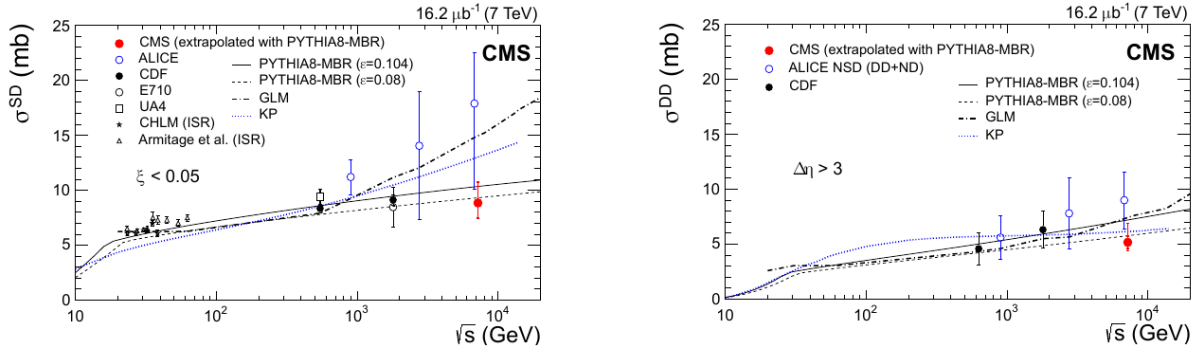 16.2 μb⁻¹ (7 TeV)
CMS
CMS (extrapolated with PYTHIA8-MBR)
ALICE
CDF
E710
UA4
CHLM (ISR)
Armitage et al. (ISR)
PYTHIA8-MBR (ε=0.104)
PYTHIA8-MBR (ε=0.08)
GLM
KP
ξ < 0.05
σ^SD (mb)
25
20
15
10
5
0
10 10² 10³ 10⁴
√s (GeV)
16.2 μb⁻¹ (7 TeV)
CMS
CMS (extrapolated with PYTHIA8-MBR)
ALICE NSD (DD+ND)
CDF
PYTHIA8-MBR (ε=0.104)
PYTHIA8-MBR (ε=0.08)
GLM
KP
Δη > 3
σ^DD (mb)
25
20
15
10
5
0
10 10² 10³ 10⁴
√s (GeV)